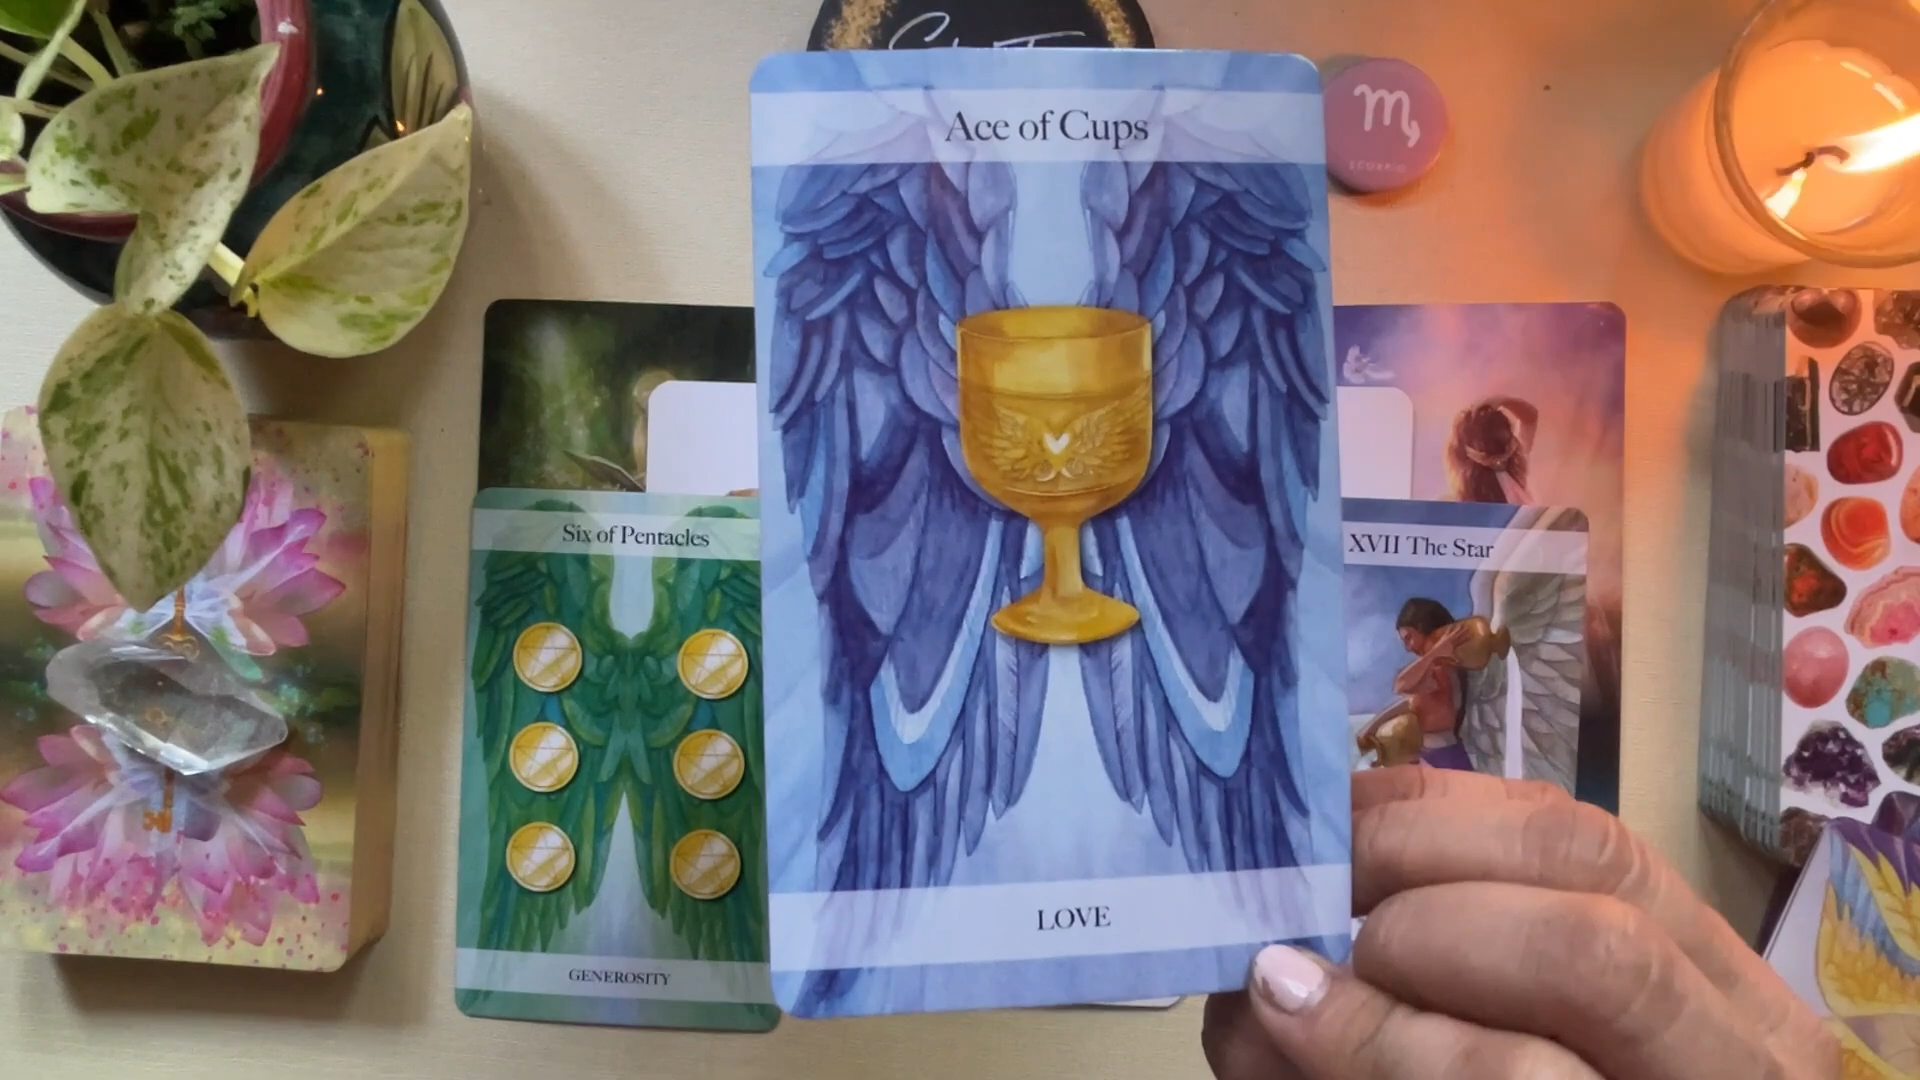 Ace of Cups
SCORPIO
Six of Pentacles
XVII The Star
LOVE
GENEROSITY